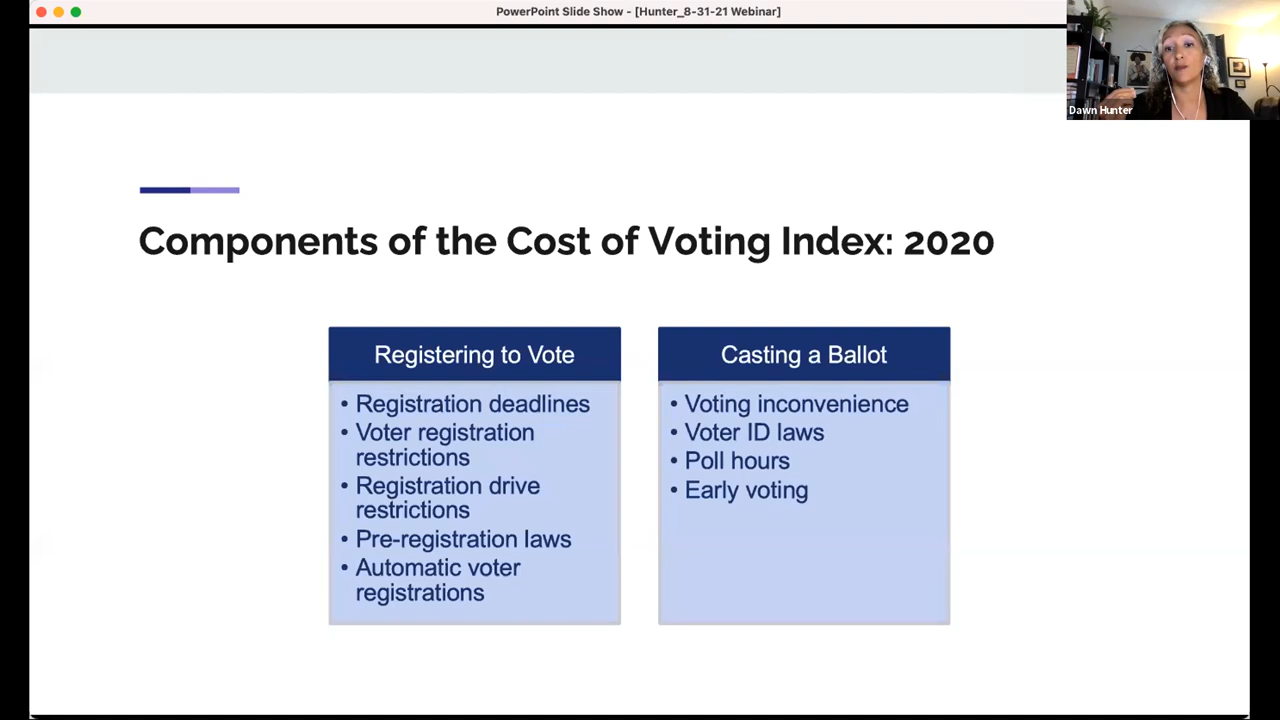 PowerPoint Slide Show - [Hunter_8-31-21 Webinar]
Dawn Hunter
Components of the Cost of Voting Index: 2020
Registering to Vote
• Registration deadlines
• Voter registration
restrictions
• Registration drive
restrictions
• Pre-registration laws
• Automatic voter
registrations
Casting a Ballot
• Voting inconvenience
• Voter ID laws
• Poll hours
• Early voting